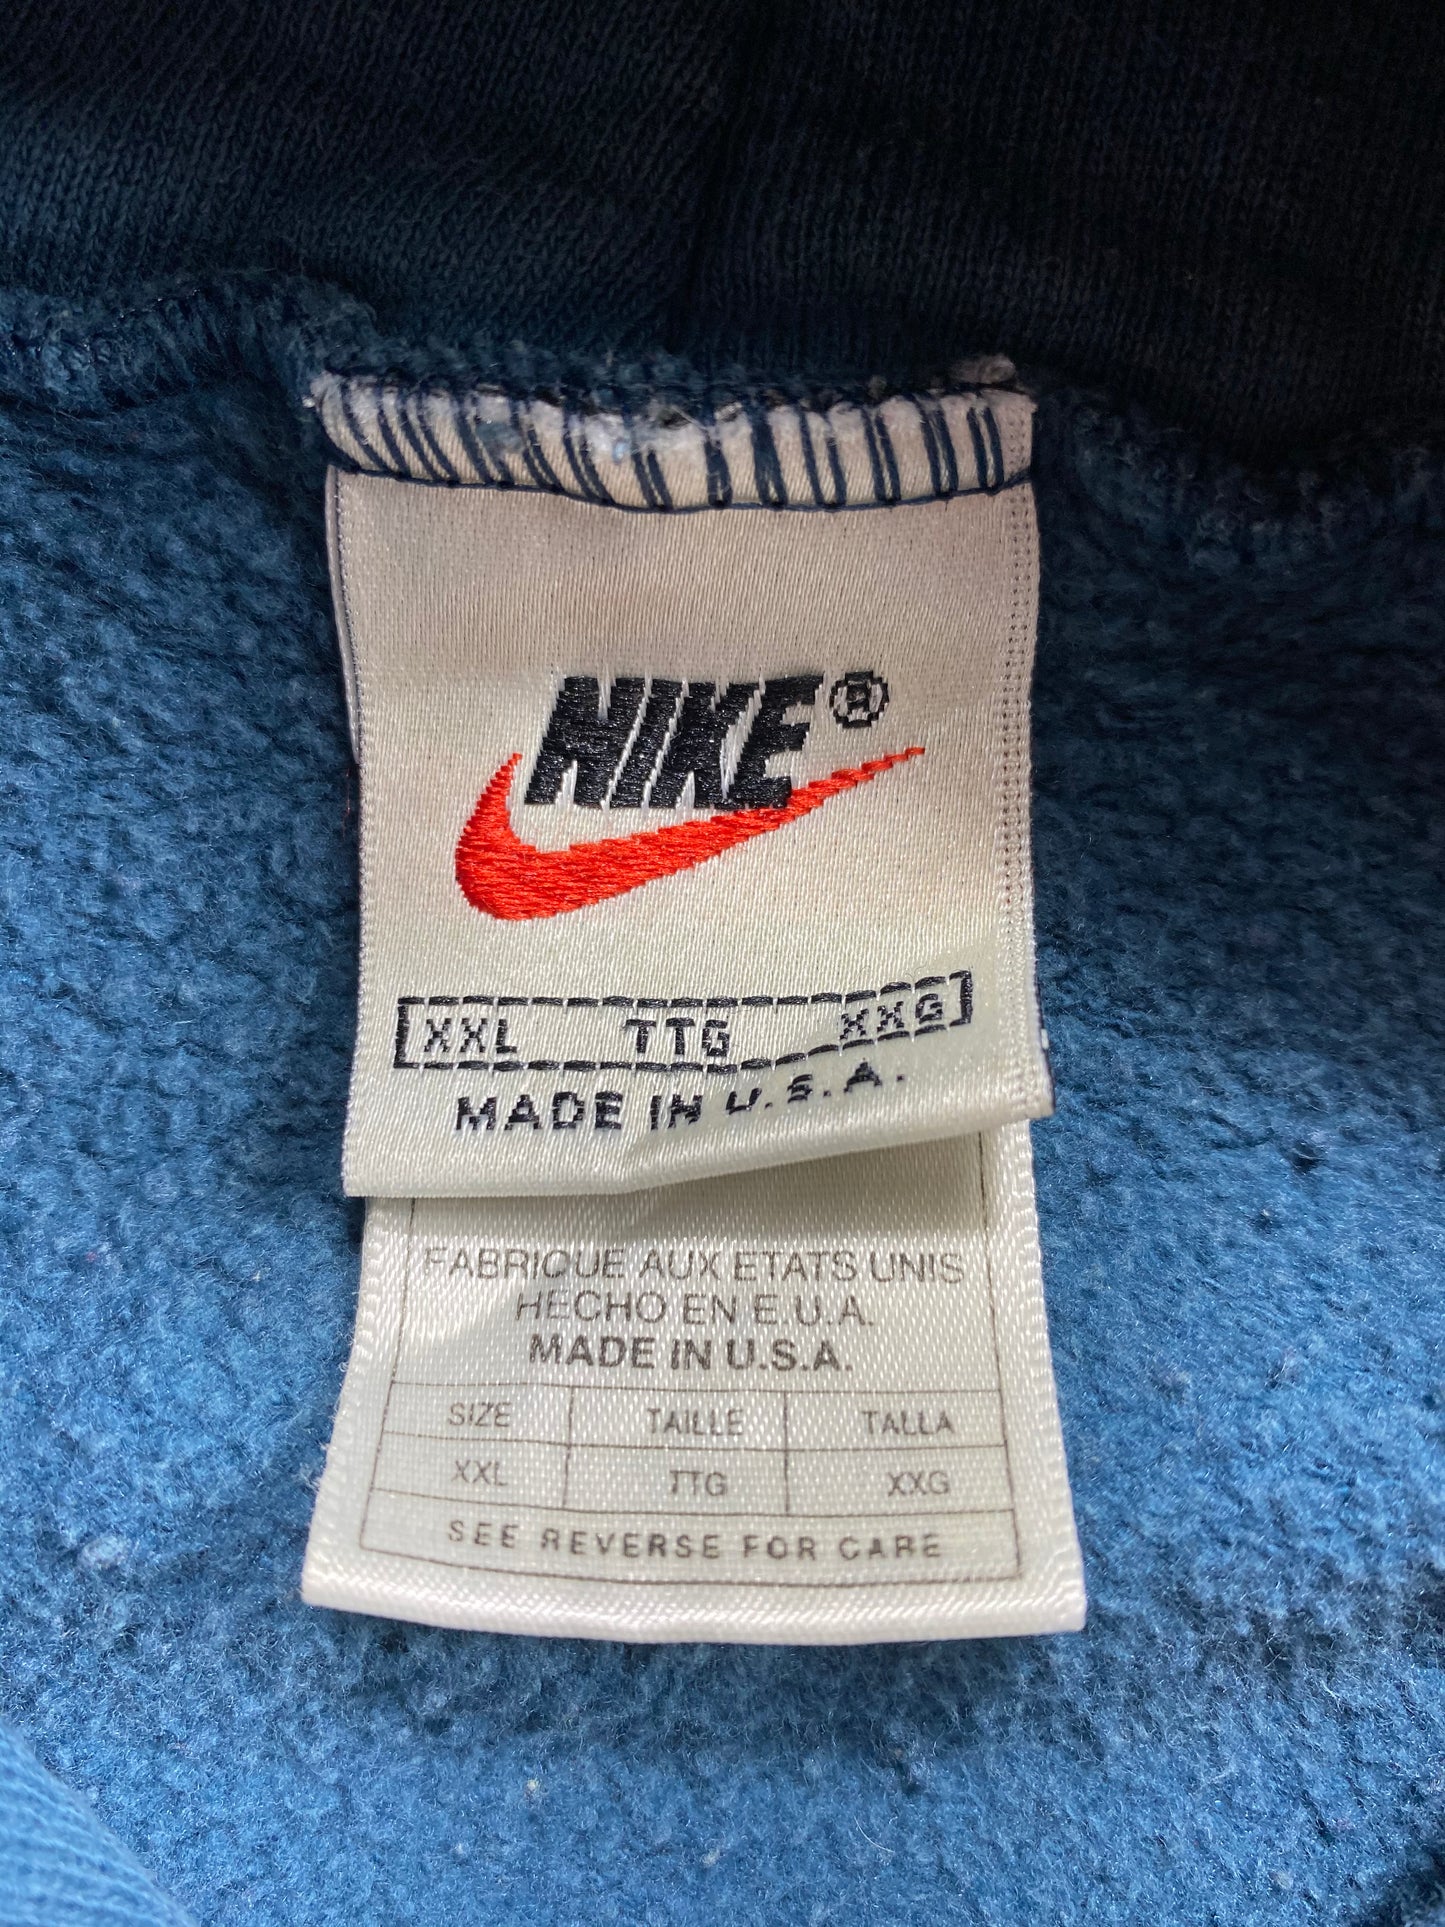 NIKE®
XXL TTG XXG
MADE IN U.S.A.
FABRIQUE AUX ETATS UNIS
HECHO EN E.U.A.
MADE IN U.S.A.
SIZE TAILLE TALLA
XXL TTG XXG
SEE REVERSE FOR CARE